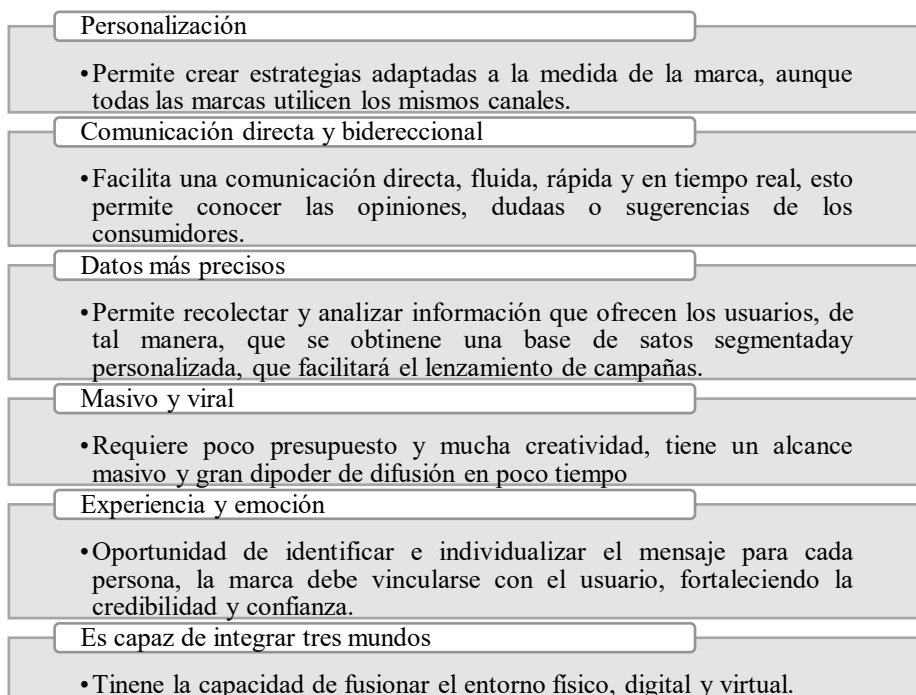 Personalización
•Permite crear estrategias adaptadas a la medida de la marca, aunque
todas las marcas utilicen los mismos canales.
Comunicación directa y bidereccional
•Facilita una comunicación directa, fluida, rápida y en tiempo real, esto
permite conocer las opiniones, dudaas o sugerencias de los
consumidores.
Datos más precisos
•Permite recolectar y analizar información que ofrecen los usuarios, de
tal manera, que se obtinene una base de satos segmentaday
personalizada, que facilitará el lenzamiento de campañas.
Masivo y viral
•Requiere poco presupuesto y mucha creatividad, tiene un alcance
masivo y gran dipoder de difusión en poco tiempo
Experiencia y emoción
•Oportunidad de identificar e individualizar el mensaje para cada
persona, la marca debe vincularse con el usuario, fortaleciendo la
credibilidad y confianza.
Es capaz de integrar tres mundos
•Tinene la capacidad de fusionar el entorno físico, digital y virtual.